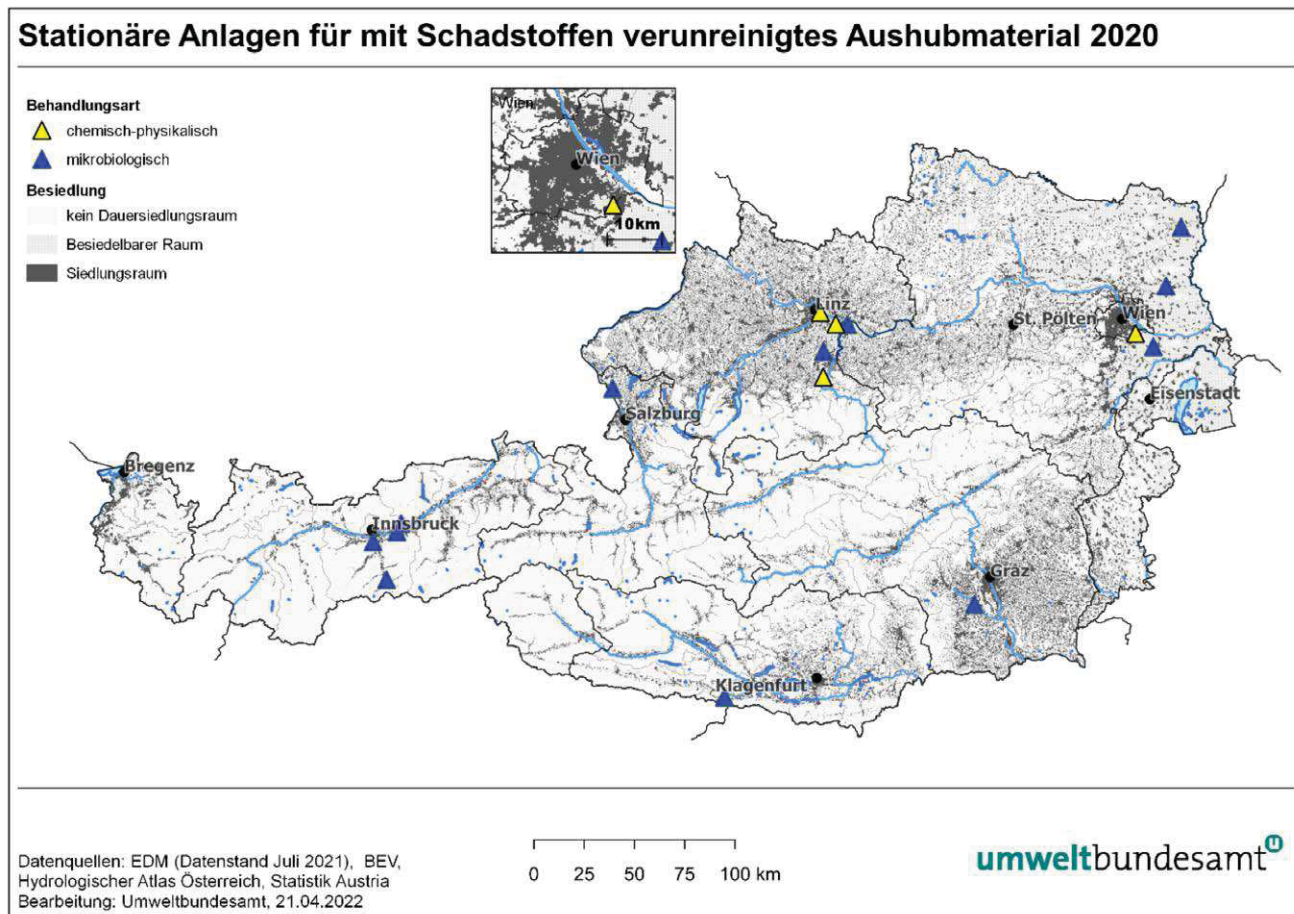 Stationäre Anlagen für mit Schadstoffen verunreinigtes Aushubmaterial 2020
Behandlungsart
chemisch-physikalisch
mikrobiologisch
Besiedlung
kein Dauersiedlungsraum
Besiedelbarer Raum
Siedlungsraum
Wien
Wien
10km
Linz
St. Pölten
Wien
Eisenstadt
Salzburg
Bregenz
Innsbruck
Graz
Klagenfurt
Datenquellen: EDM (Datenstand Juli 2021), BEV,
Hydrologischer Atlas Österreich, Statistik Austria
Bearbeitung: Umweltbundesamt, 21.04.2022
0 25 50 75 100 km
umweltbundesamt
u